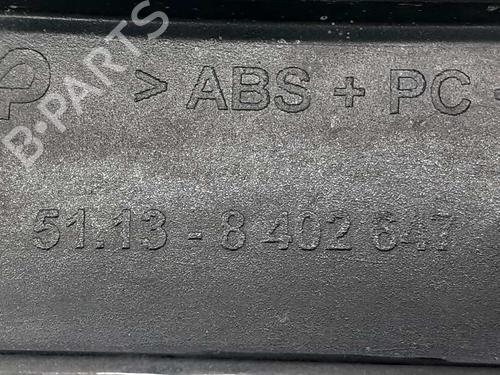 B·PARTS
> ABS + PC
51.13 - 8 402 647